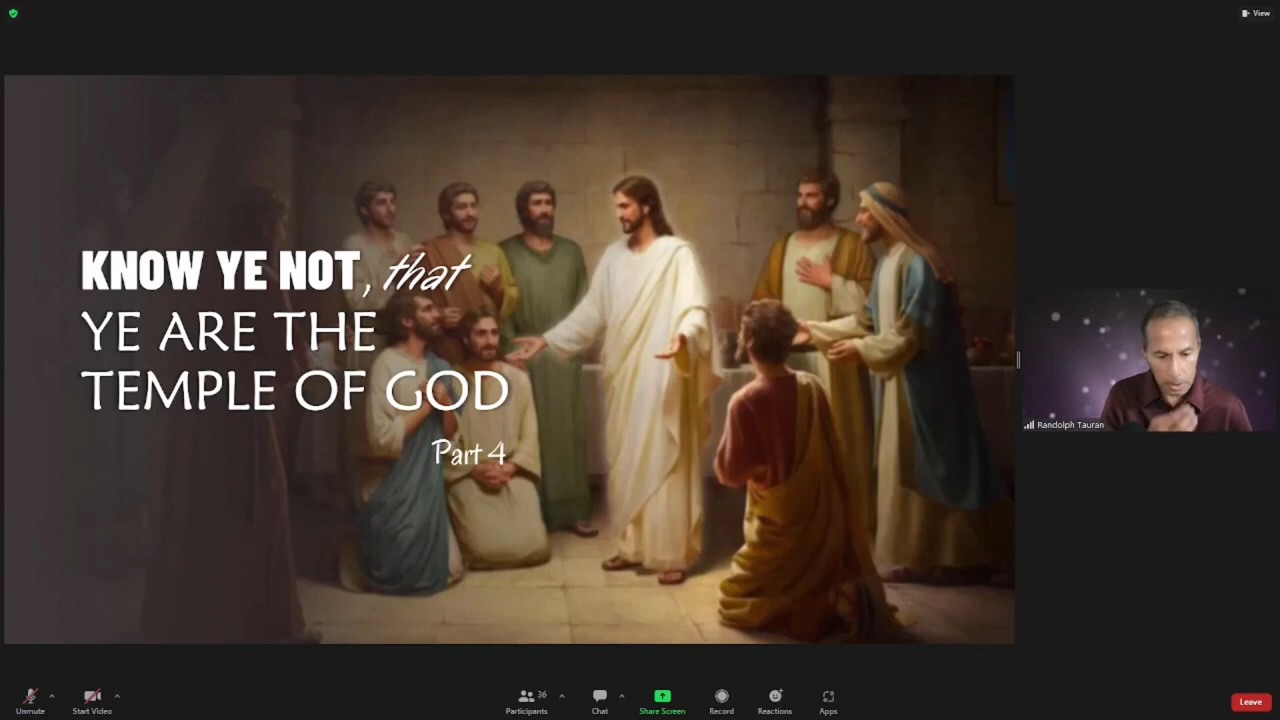 View
KNOW YE NOT, that
YE ARE THE
TEMPLE OF GOD
Part 4
Randolph Tauran
Unmute
Start Video
36
Participants
Chat
Share Screen
Record
Reactions
Apps
Leave